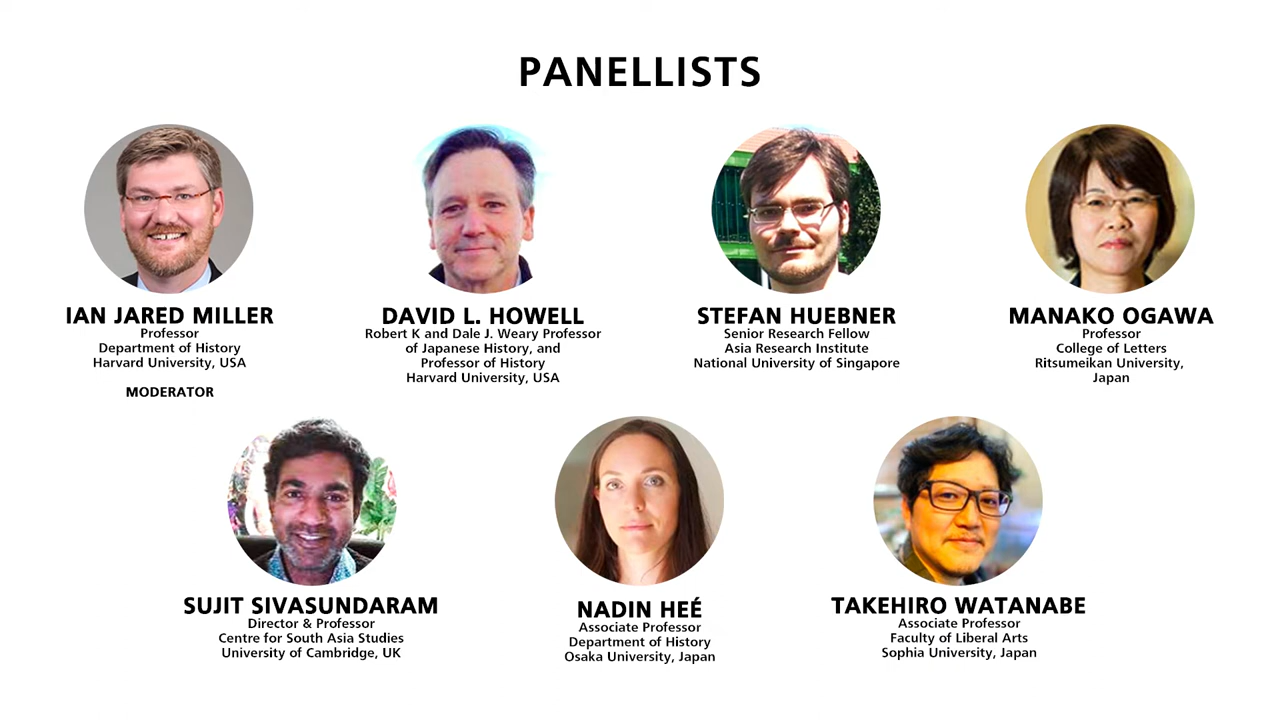 PANELLISTS
IAN JARED MILLER
Professor
Department of History
Harvard University, USA
MODERATOR
DAVID L. HOWELL
Robert K and Dale J. Weary Professor
of Japanese History, and
Professor of History
Harvard University, USA
STEFAN HUEBNER
Senior Research Fellow
Asia Research Institute
National University of Singapore
MANAKO OGAWA
Professor
College of Letters
Ritsumeikan University,
Japan
SUJIT SIVASUNDARAM
Director & Professor
Centre for South Asia Studies
University of Cambridge, UK
NADIN HEÉ
Associate Professor
Department of History
Osaka University, Japan
TAKEHIRO WATANABE
Associate Professor
Faculty of Liberal Arts
Sophia University, Japan